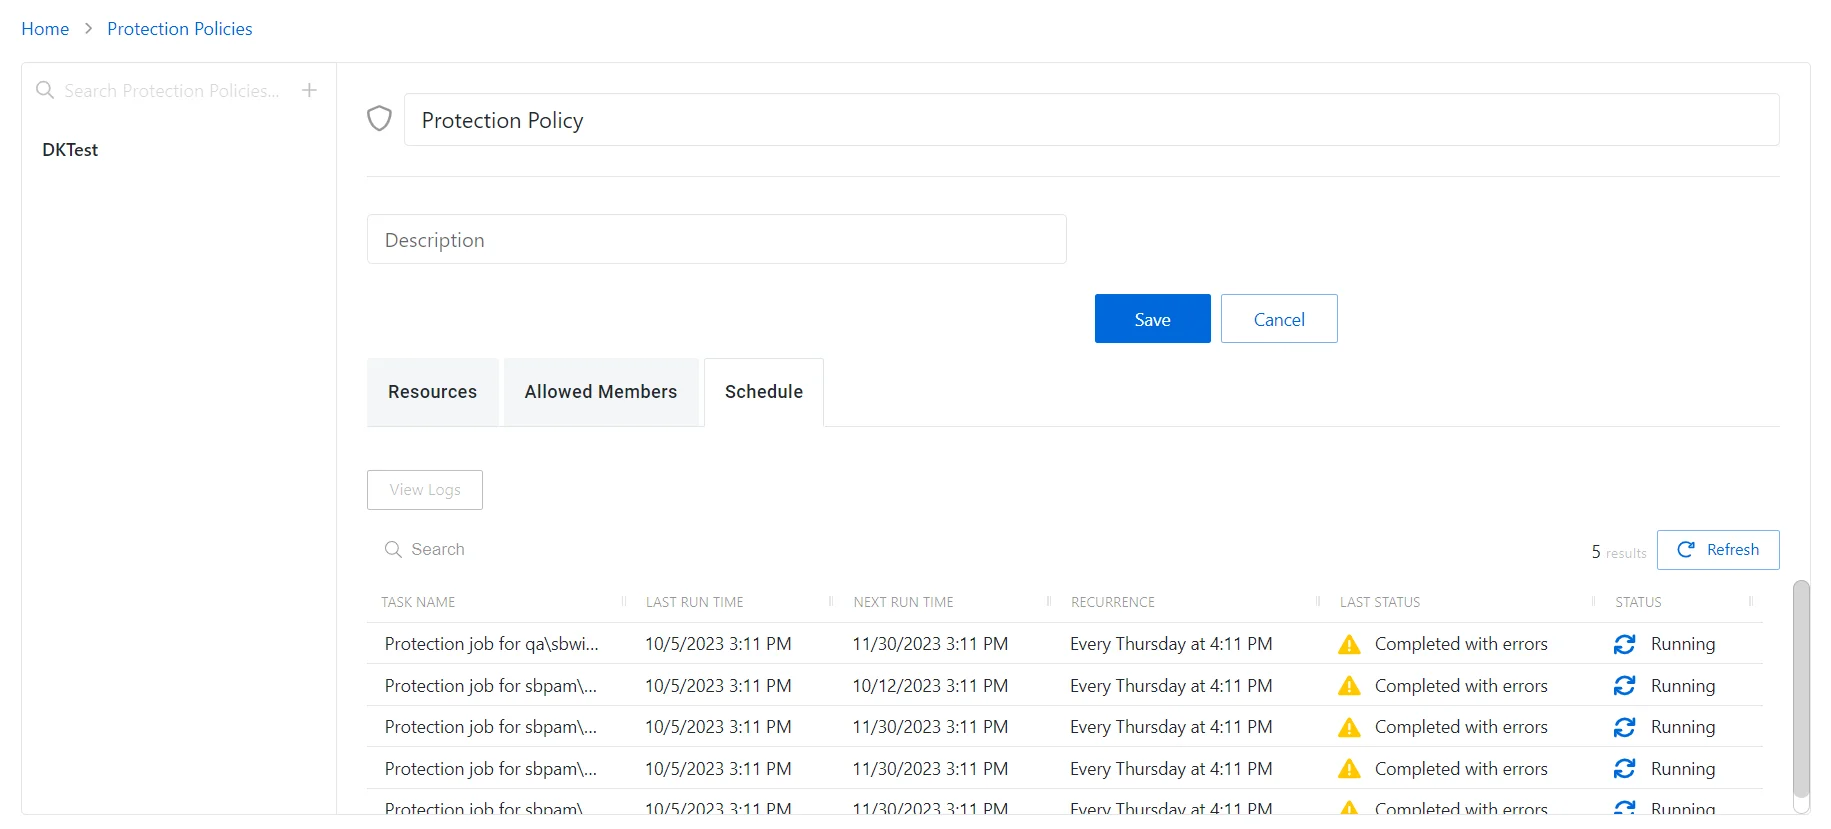 Home > Protection Policies
Search Protection Policies... +
DKTest
Protection Policy
Description
Save Cancel
Resources Allowed Members Schedule
View Logs
Search
5 results Refresh
TASK NAME LAST RUN TIME NEXT RUN TIME RECURRENCE LAST STATUS STATUS
Protection job for qa\sbwi... 10/5/2023 3:11 PM 11/30/2023 3:11 PM Every Thursday at 4:11 PM Completed with errors Running
Protection job for sbpam\... 10/5/2023 3:11 PM 10/12/2023 3:11 PM Every Thursday at 4:11 PM Completed with errors Running
Protection job for sbpam\... 10/5/2023 3:11 PM 11/30/2023 3:11 PM Every Thursday at 4:11 PM Completed with errors Running
Protection job for sbpam\... 10/5/2023 3:11 PM 11/30/2023 3:11 PM Every Thursday at 4:11 PM Completed with errors Running
Protection job for sbpam\ 10/5/2023 3:11 PM 11/30/2023 3:11 PM Every Thursday at 4:11 PM Completed with errors Running